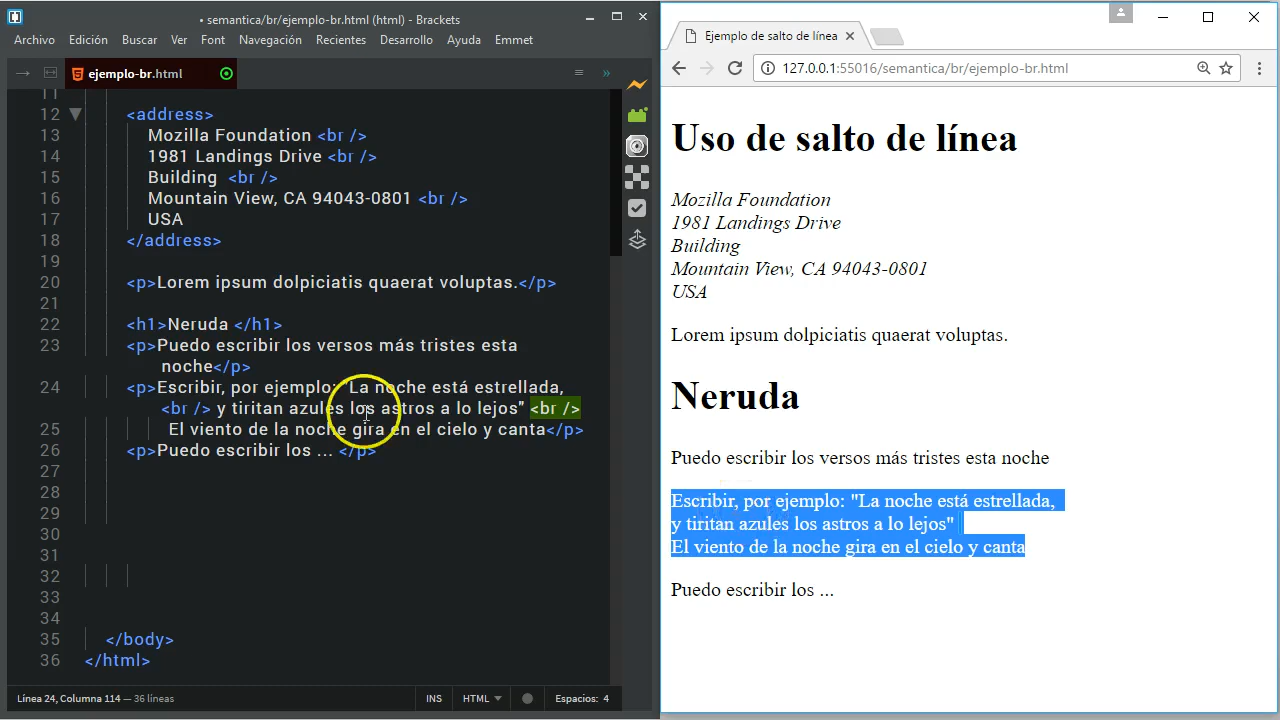 • semantica/br/ejemplo-br.html (html) - Brackets
Archivo Edición Buscar Ver Font Navegación Recientes Desarrollo Ayuda Emmet
ejemplo-br.html
11
12 <address>
13 Mozilla Foundation <br />
14 1981 Landings Drive <br />
15 Building <br />
16 Mountain View, CA 94043-0801 <br />
17 USA
18 </address>
19
20 <p>Lorem ipsum dolpiciatis quaerat voluptas.</p>
21
22 <h1>Neruda </h1>
23 <p>Puedo escribir los versos más tristes esta
noche</p>
24 <p>Escribir, por ejemplo: "La noche está estrellada,
<br /> y tiritan azules los astros a lo lejos" <br />
25 El viento de la noche gira en el cielo y canta</p>
26 <p>Puedo escribir los ... </p>
27
28
29
30
31
32
33
34
35 </body>
36 </html>
Línea 24, Columna 114 — 36 líneas INS HTML Espacios: 4
Ejemplo de salto de línea
127.0.0.1:55016/semantica/br/ejemplo-br.html
Uso de salto de línea
Mozilla Foundation
1981 Landings Drive
Building
Mountain View, CA 94043-0801
USA
Lorem ipsum dolpiciatis quaerat voluptas.
Neruda
Puedo escribir los versos más tristes esta noche
Escribir, por ejemplo: "La noche está estrellada,
y tiritan azules los astros a lo lejos"
El viento de la noche gira en el cielo y canta
Puedo escribir los ...